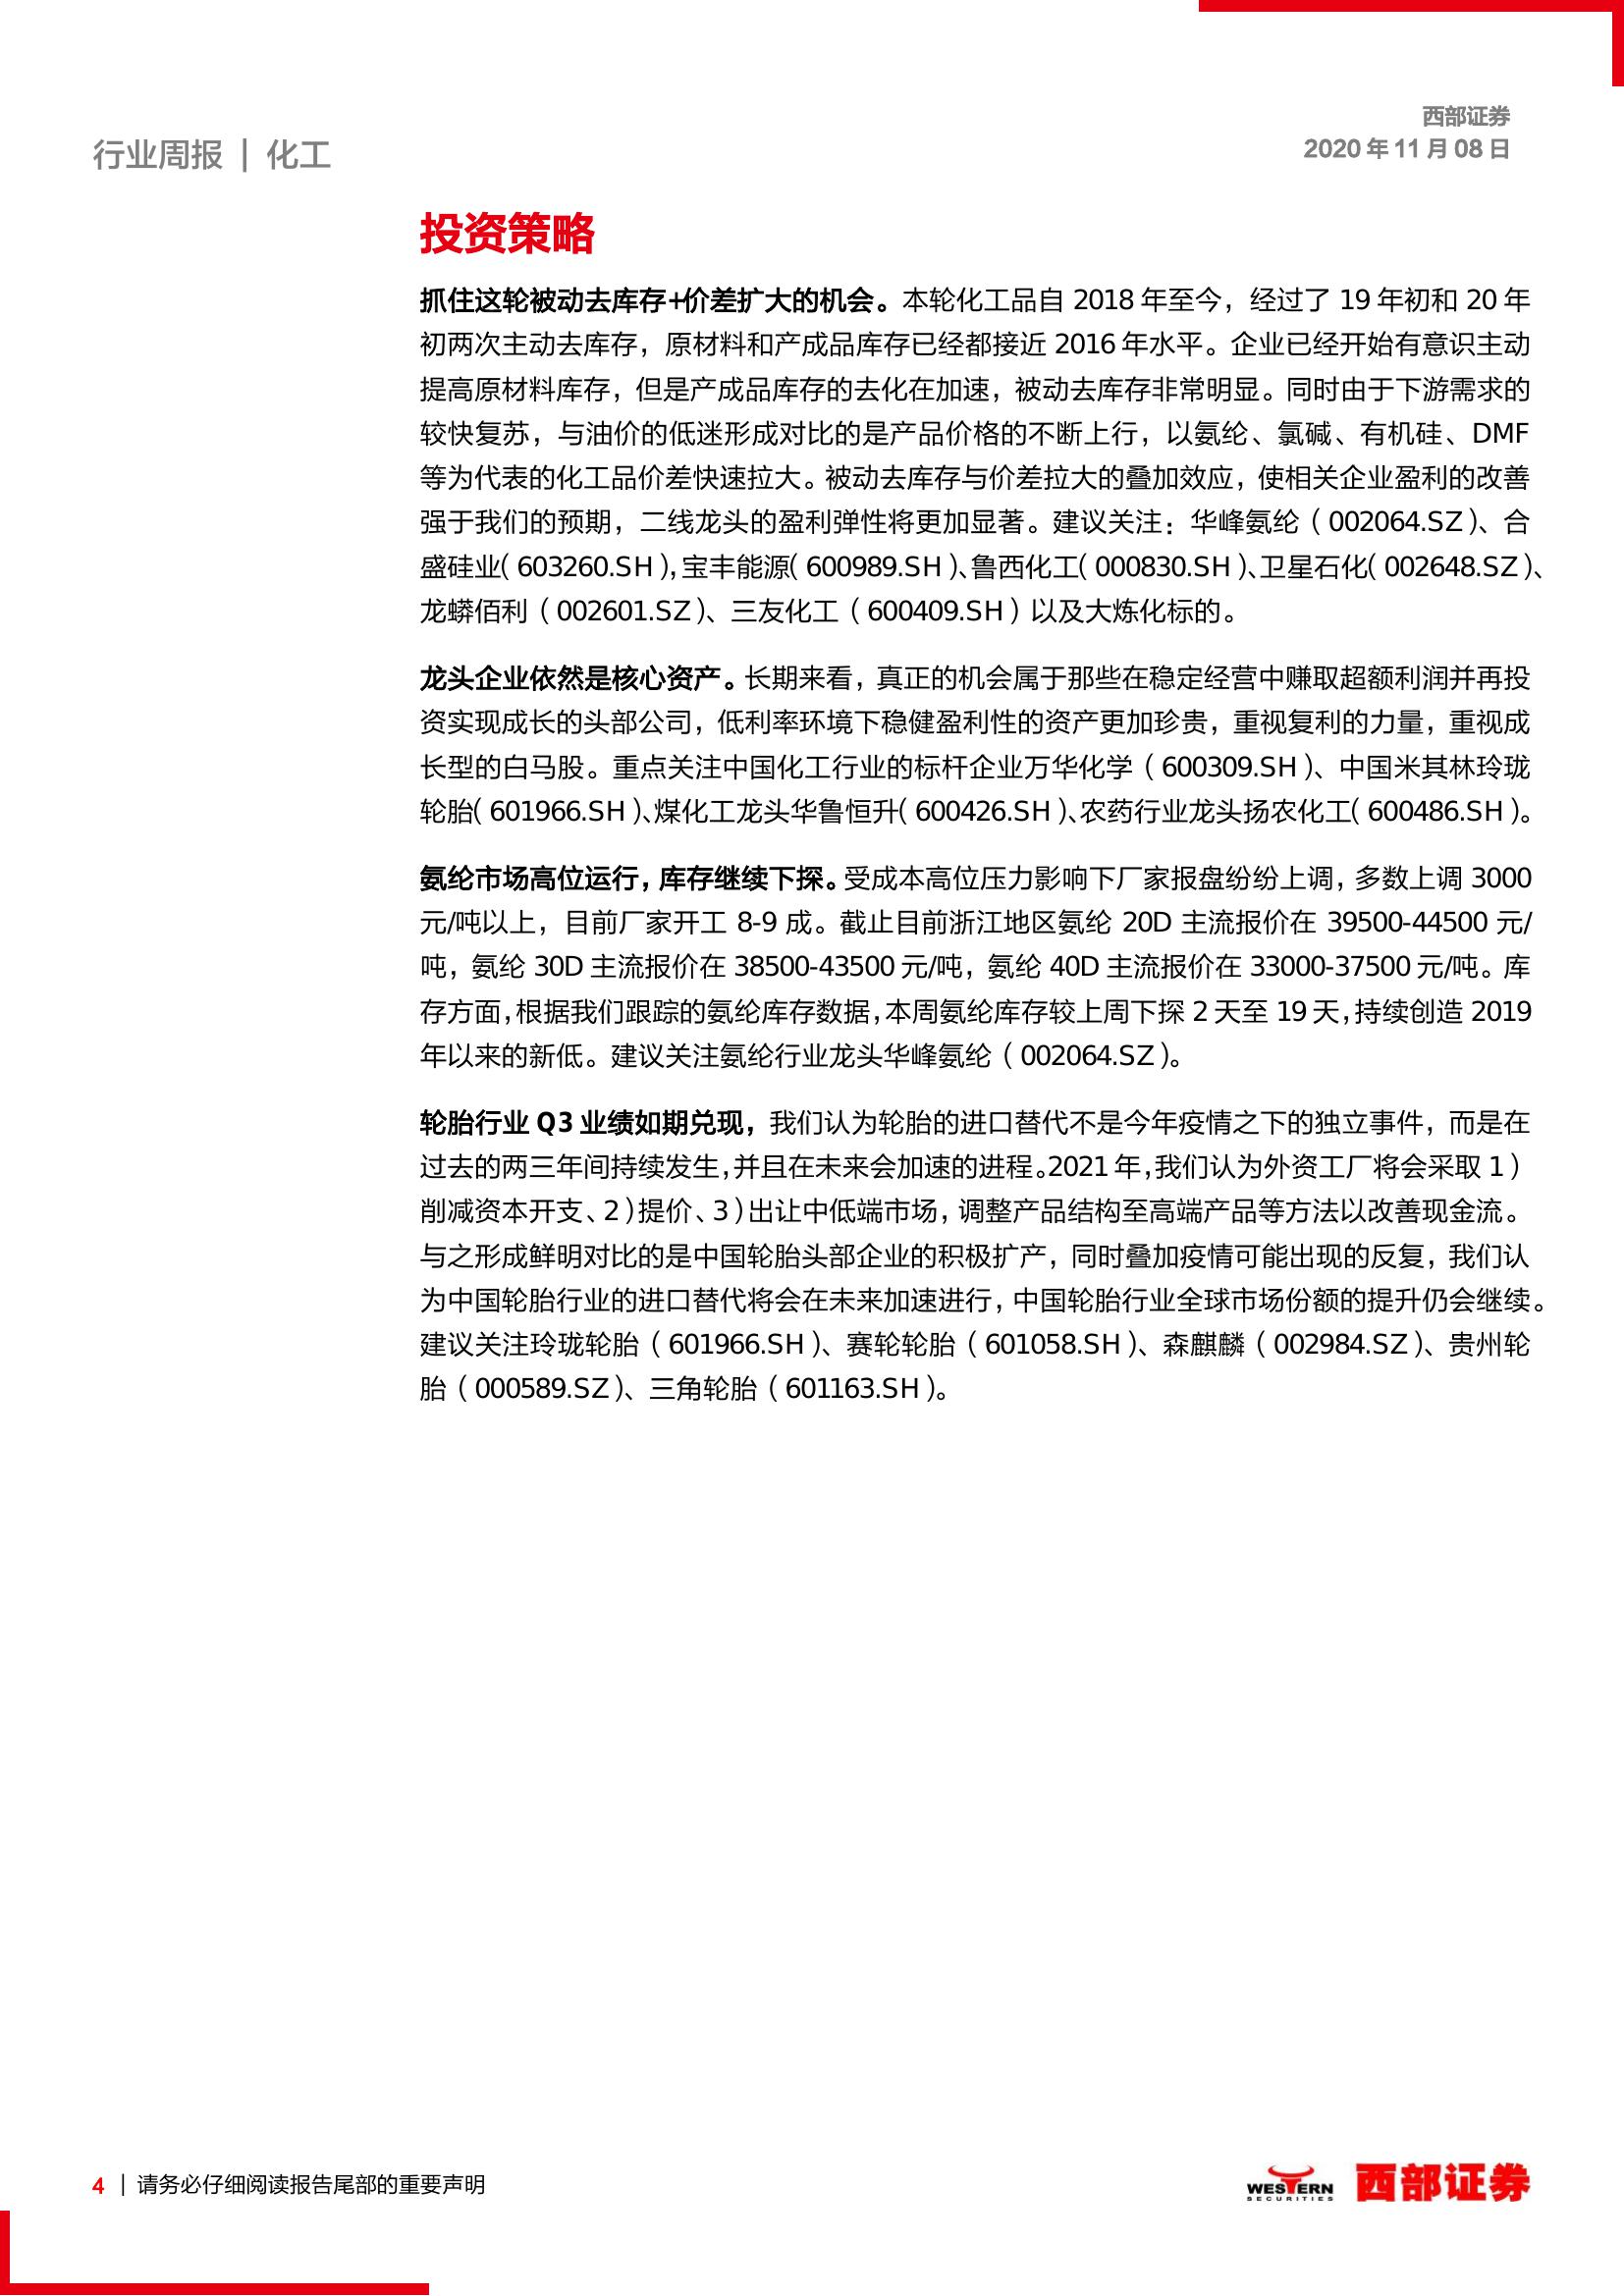 西部证券
2020 年 11 月 08 日
行业周报 | 化工
投资策略
抓住这轮被动去库存+价差扩大的机会。本轮化工品自 2018 年至今，经过了 19 年初和 20 年
初两次主动去库存，原材料和产成品库存已经都接近 2016 年水平。企业已经开始有意识主动
提高原材料库存，但是产成品库存的去化在加速，被动去库存非常明显。同时由于下游需求的
较快复苏，与油价的低迷形成对比的是产品价格的不断上行，以氨纶、氯碱、有机硅、DMF
等为代表的化工品价差快速拉大。被动去库存与价差拉大的叠加效应，使相关企业盈利的改善
强于我们的预期，二线龙头的盈利弹性将更加显著。建议关注：华峰氨纶（002064.SZ）、合
盛硅业（603260.SH），宝丰能源（600989.SH）、鲁西化工（000830.SH）、卫星石化（002648.SZ）、
龙蟒佰利（002601.SZ）、三友化工（600409.SH）以及大炼化标的。
龙头企业依然是核心资产。长期来看，真正的机会属于那些在稳定经营中赚取超额利润并再投
资实现成长的头部公司，低利率环境下稳健盈利性的资产更加珍贵，重视复利的力量，重视成
长型的白马股。重点关注中国化工行业的标杆企业万华化学（600309.SH）、中国米其林玲珑
轮胎（601966.SH）、煤化工龙头华鲁恒升（600426.SH）、农药行业龙头扬农化工（600486.SH）。
氨纶市场高位运行，库存继续下探。受成本高位压力影响下厂家报盘纷纷上调，多数上调 3000
元/吨以上，目前厂家开工 8-9 成。截止目前浙江地区氨纶 20D 主流报价在 39500-44500 元/
吨，氨纶 30D 主流报价在 38500-43500 元/吨，氨纶 40D 主流报价在 33000-37500 元/吨。库
存方面，根据我们跟踪的氨纶库存数据，本周氨纶库存较上周下探 2 天至 19 天，持续创造 2019
年以来的新低。建议关注氨纶行业龙头华峰氨纶（002064.SZ）。
轮胎行业 Q3 业绩如期兑现，我们认为轮胎的进口替代不是今年疫情之下的独立事件，而是在
过去的两三年间持续发生，并且在未来会加速的进程。2021 年，我们认为外资工厂将会采取 1）
削减资本开支、2）提价、3）出让中低端市场，调整产品结构至高端产品等方法以改善现金流。
与之形成鲜明对比的是中国轮胎头部企业的积极扩产，同时叠加疫情可能出现的反复，我们认
为中国轮胎行业的进口替代将会在未来加速进行，中国轮胎行业全球市场份额的提升仍会继续。
建议关注玲珑轮胎（601966.SH）、赛轮轮胎（601058.SH）、森麒麟（002984.SZ）、贵州轮
胎（000589.SZ）、三角轮胎（601163.SH）。
4 | 请务必仔细阅读报告尾部的重要声明
WESTERN
SECURITIES
西部证券